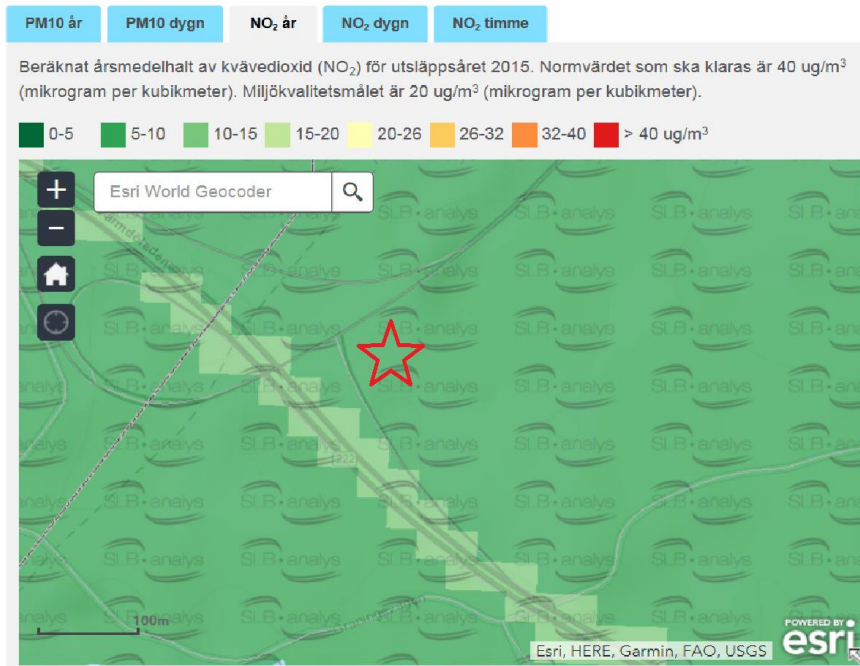 PM10 år PM10 dygn NO₂ år NO₂ dygn NO₂ timme
Beräknat årsmedelhalt av kvävedioxid (NO₂) för utsläppsåret 2015. Normvärdet som ska klaras är 40 ug/m³
(mikrogram per kubikmeter). Miljökvalitetsmålet är 20 ug/m³ (mikrogram per kubikmeter).
0-5 5-10 10-15 15-20 20-26 26-32 32-40 > 40 ug/m³
+
Esri World Geocoder
−
SLB•analys
222
100m
Esri, HERE, Garmin, FAO, USGS
POWERED BY
esri